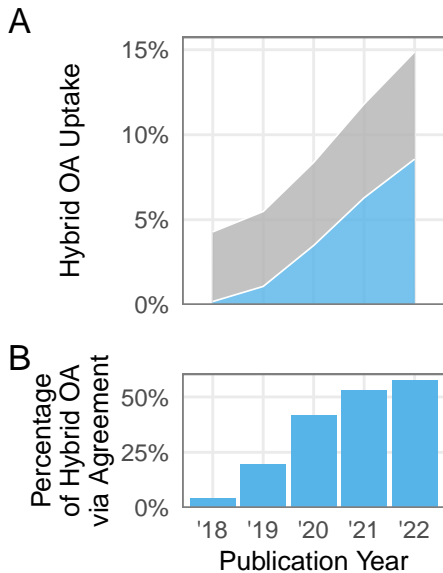 A
15%
10%
5%
0%
Hybrid OA Uptake
B
50%
25%
0%
Percentage
of Hybrid OA
via Agreement
'18 '19 '20 '21 '22
Publication Year